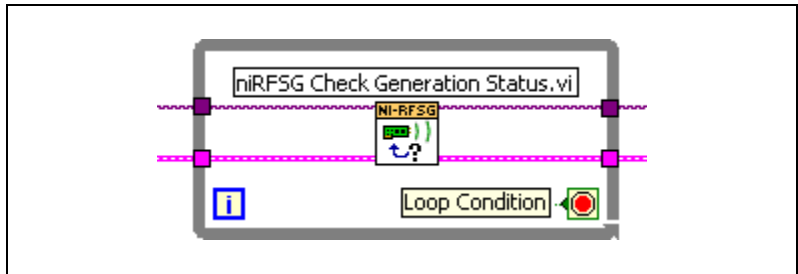 niRFSG Check Generation Status.vi
NI-RFSG
?
i
Loop Condition